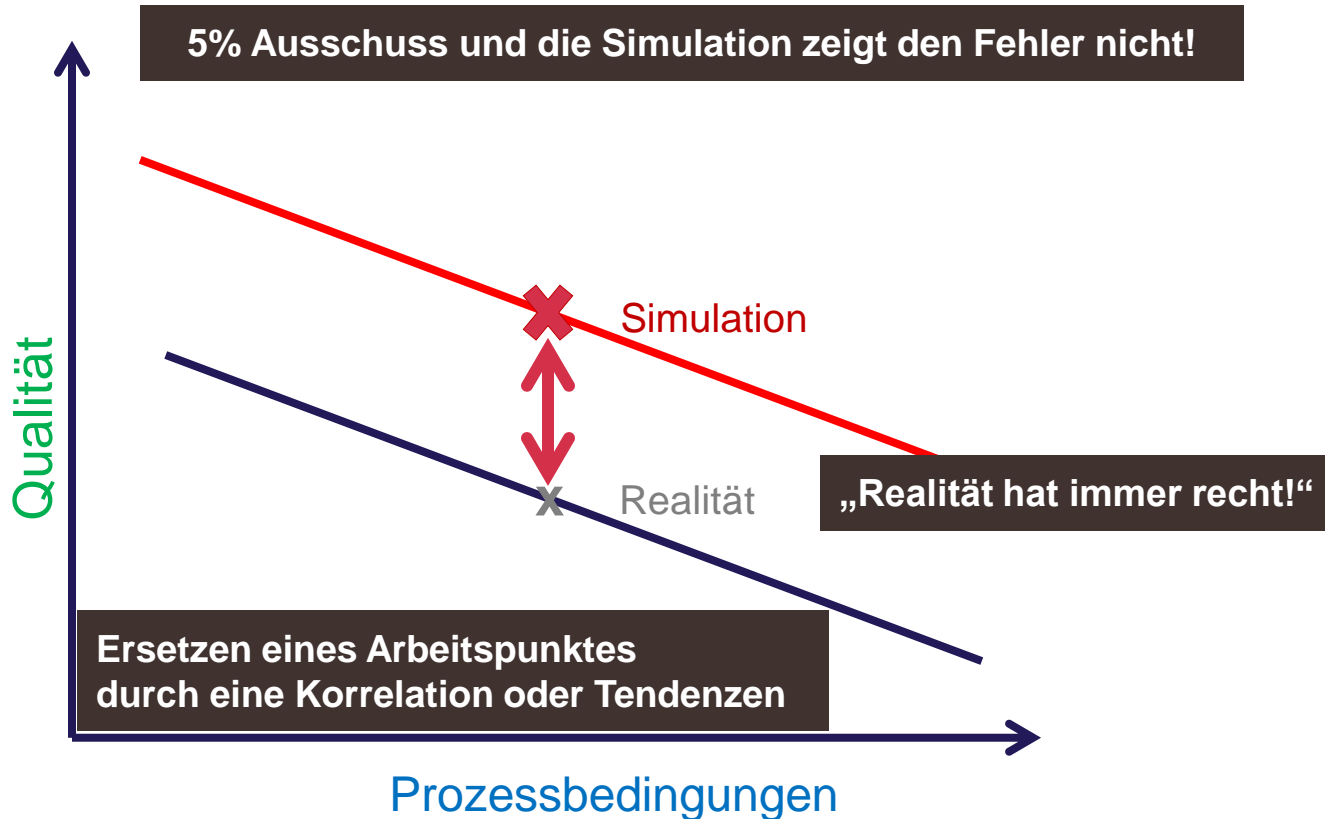 5% Ausschuss und die Simulation zeigt den Fehler nicht!
Simulation
Qualität
Realität
„Realität hat immer recht!“
Ersetzen eines Arbeitspunktes
durch eine Korrelation oder Tendenzen
Prozessbedingungen